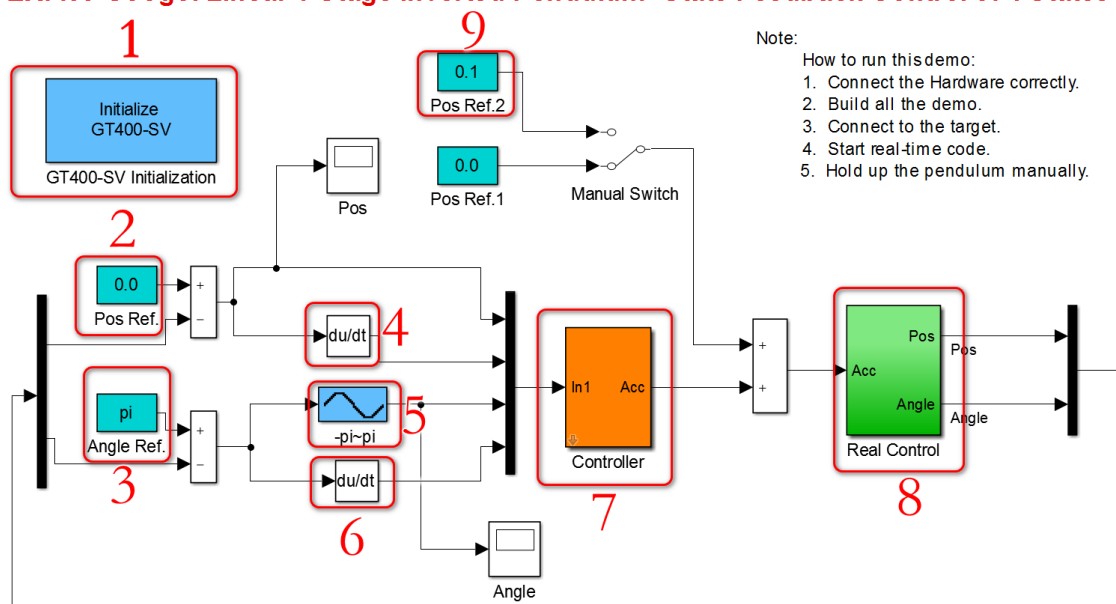 1
Initialize
GT400-SV
GT400-SV Initialization
9
0.1
Pos Ref.2
0.0
Pos Ref.1
Manual Switch
Note:
How to run this demo:
1. Connect the Hardware correctly.
2. Build all the demo.
3. Connect to the target.
4. Start real-time code.
5. Hold up the pendulum manually.
Pos
2
0.0
Pos Ref.
+
−
du/dt
4
pi
Angle Ref.
3
+
−
-pi~pi
5
du/dt
6
Angle
In1
Acc
Controller
7
+
+
Acc
Pos
Angle
Real Control
8
Pos
Angle